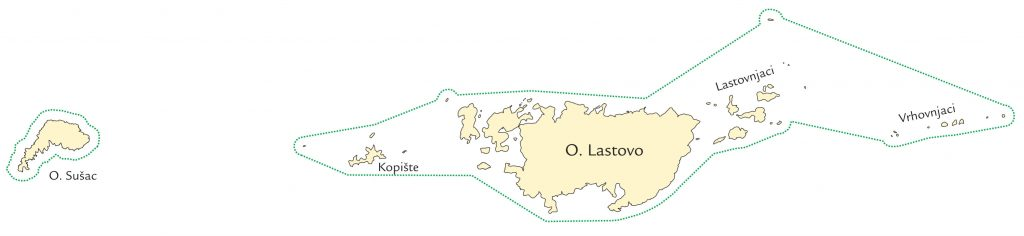 O. Sušac
Kopište
O. Lastovo
Lastovnjaci
Vrhovnjaci